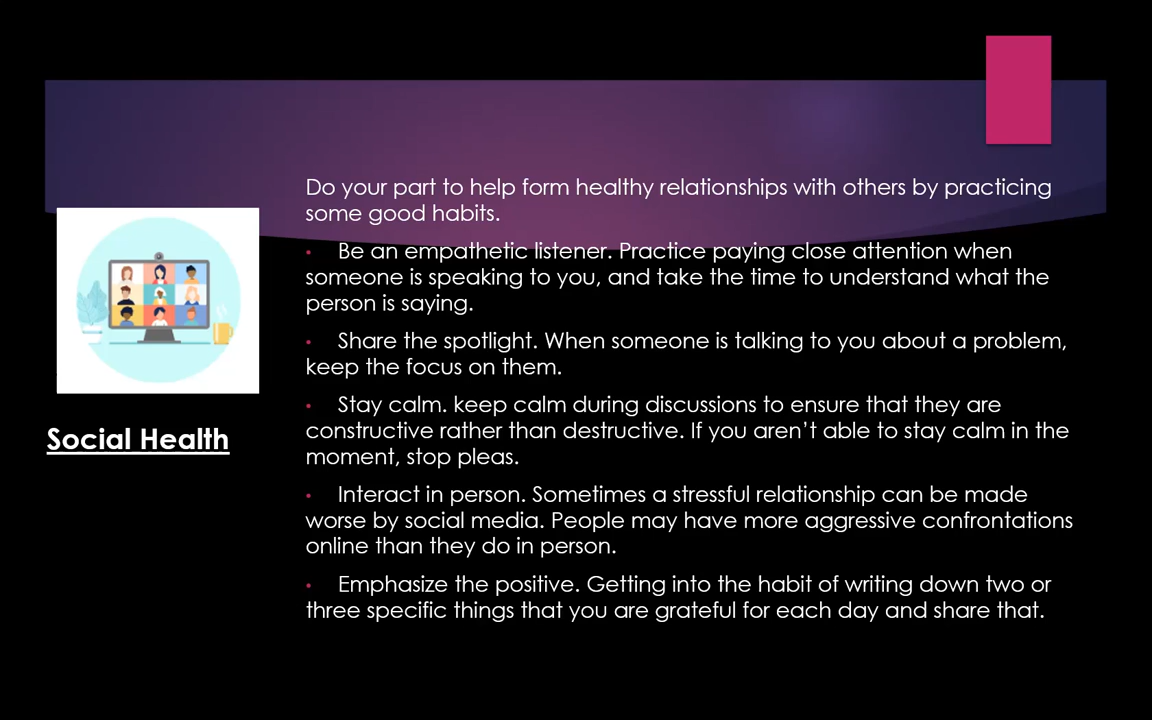 Do your part to help form healthy relationships with others by practicing
some good habits.
• Be an empathetic listener. Practice paying close attention when
someone is speaking to you, and take the time to understand what the
person is saying.
• Share the spotlight. When someone is talking to you about a problem,
keep the focus on them.
• Stay calm. keep calm during discussions to ensure that they are
constructive rather than destructive. If you aren’t able to stay calm in the
moment, stop pleas.
• Interact in person. Sometimes a stressful relationship can be made
worse by social media. People may have more aggressive confrontations
online than they do in person.
• Emphasize the positive. Getting into the habit of writing down two or
three specific things that you are grateful for each day and share that.
Social Health